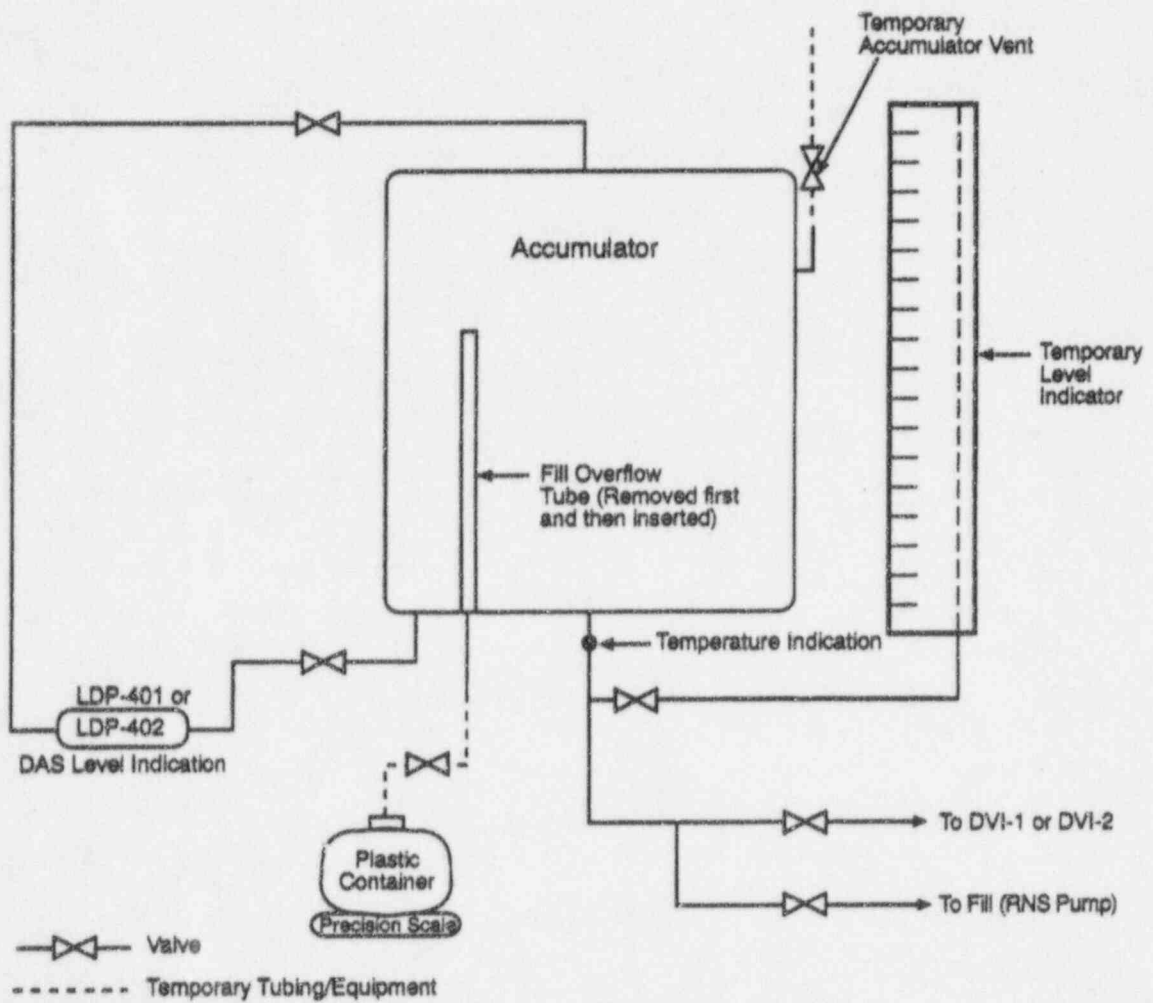 Temporary
Accumulator Vent
Accumulator
Temporary
Level
Indicator
Fill Overflow
Tube (Removed first
and then inserted)
Temperature Indication
LDP-401 or
LDP-402
DAS Level Indication
To DVI-1 or DVI-2
Plastic
Container
Precision Scale
To Fill (RNS Pump)
Valve
Temporary Tubing/Equipment